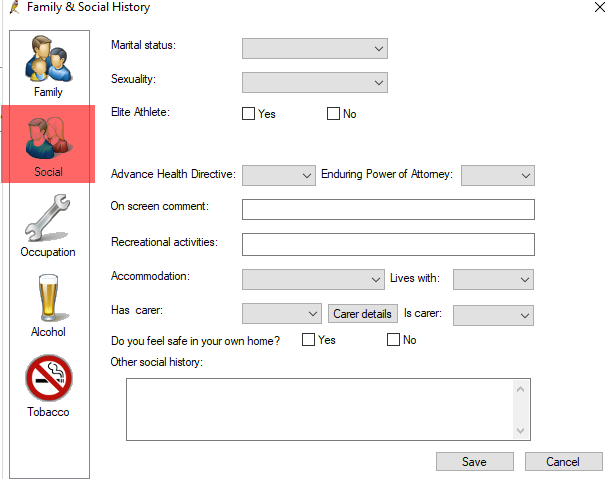 Family & Social History
Family
Social
Occupation
Alcohol
Tobacco
Marital status:
Sexuality:
Elite Athlete: Yes No
Advance Health Directive: Enduring Power of Attorney:
On screen comment:
Recreational activities:
Accommodation: Lives with:
Has carer: Carer details Is carer:
Do you feel safe in your own home? Yes No
Other social history:
Save Cancel